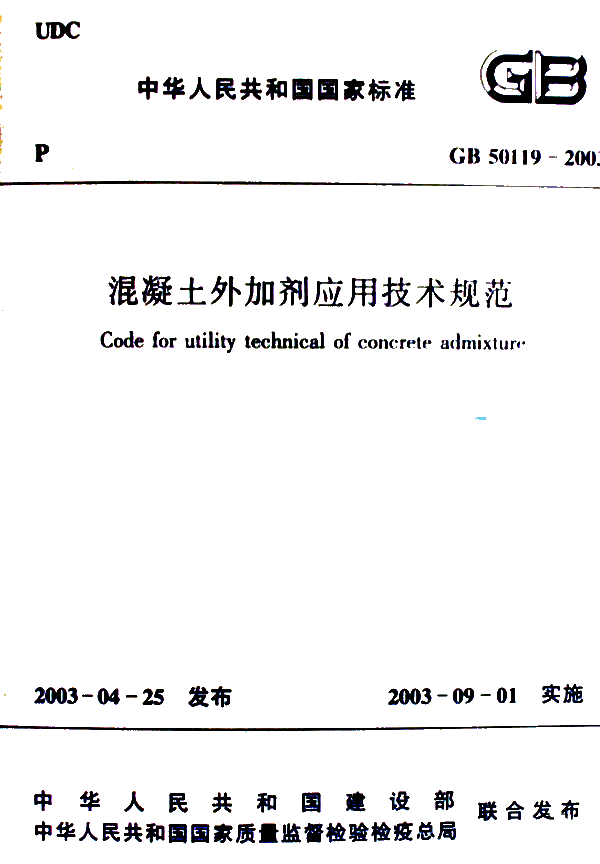 UDC
中华人民共和国国家标准
GB
P
GB 50119－2003
混凝土外加剂应用技术规范
Code for utility technical of concrete admixture
2003－04－25 发布
2003－09－01 实施
中华人民共和国建设部
中华人民共和国国家质量监督检验检疫总局
联合发布